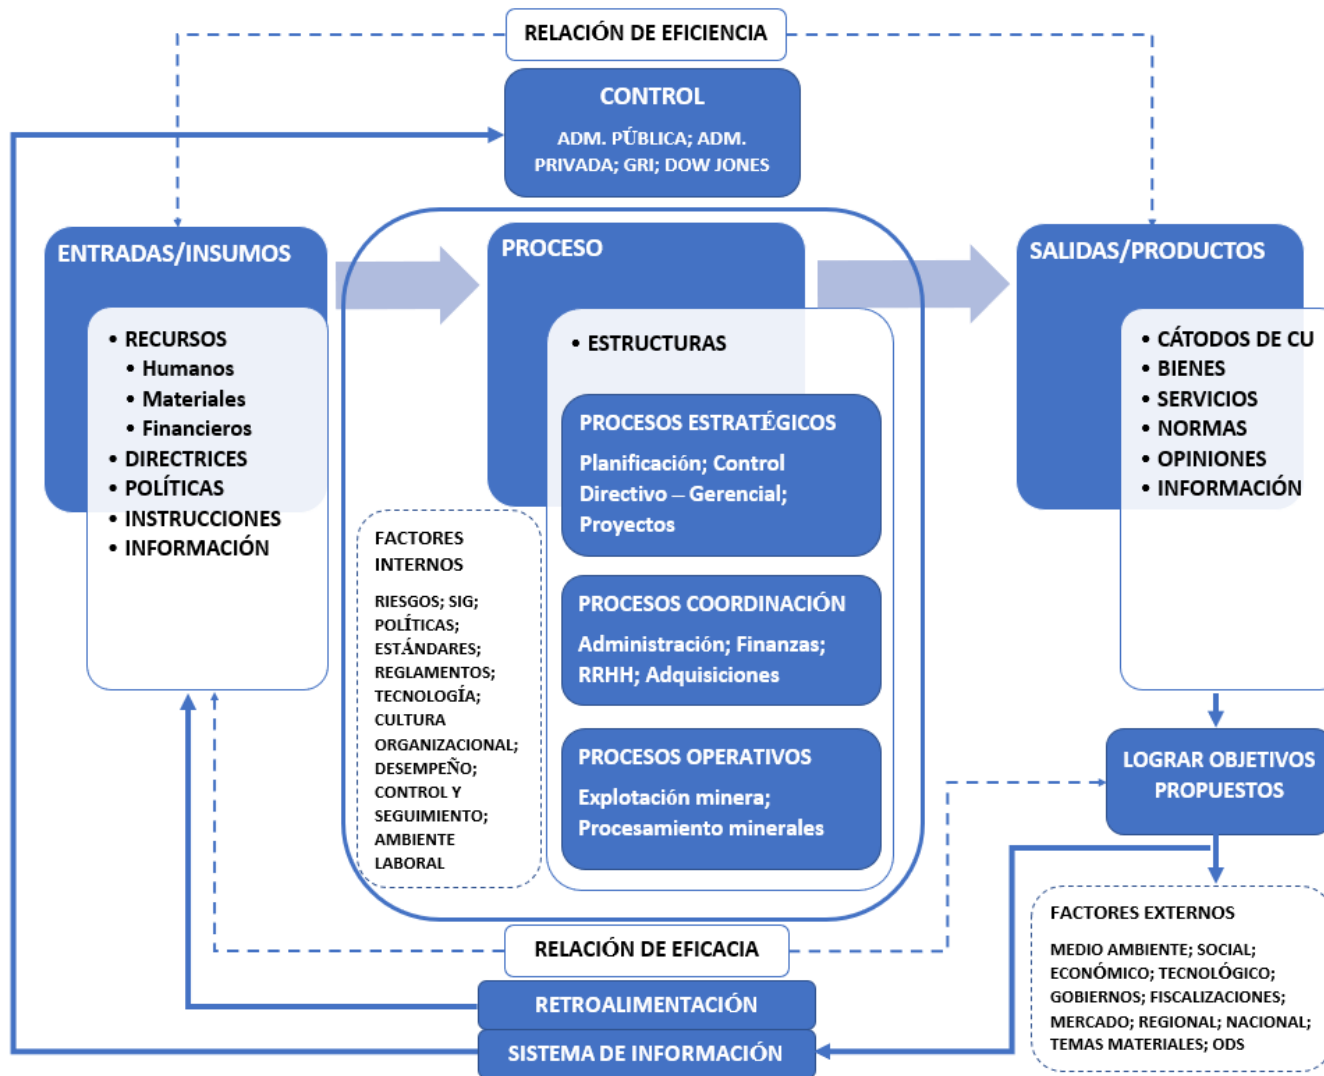 RELACIÓN DE EFICIENCIA
CONTROL
ADM. PÚBLICA; ADM.
PRIVADA; GRI; DOW JONES
ENTRADAS/INSUMOS
• RECURSOS
• Humanos
• Materiales
• Financieros
• DIRECTRICES
• POLÍTICAS
• INSTRUCCIONES
• INFORMACIÓN
PROCESO
• ESTRUCTURAS
PROCESOS ESTRATÉGICOS
Planificación; Control
Directivo – Gerencial;
Proyectos
PROCESOS COORDINACIÓN
Administración; Finanzas;
RRHH; Adquisiciones
PROCESOS OPERATIVOS
Explotación minera;
Procesamiento minerales
FACTORES
INTERNOS
RIESGOS; SIG;
POLÍTICAS;
ESTÁNDARES;
REGLAMENTOS;
TECNOLOGÍA;
CULTURA
ORGANIZACIONAL;
DESEMPEÑO;
CONTROL Y
SEGUIMIENTO;
AMBIENTE
LABORAL
SALIDAS/PRODUCTOS
• CÁTODOS DE CU
• BIENES
• SERVICIOS
• NORMAS
• OPINIONES
• INFORMACIÓN
LOGRAR OBJETIVOS
PROPUESTOS
FACTORES EXTERNOS
MEDIO AMBIENTE; SOCIAL;
ECONÓMICO; TECNOLÓGICO;
GOBIERNOS; FISCALIZACIONES;
MERCADO; REGIONAL; NACIONAL;
TEMAS MATERIALES; ODS
RELACIÓN DE EFICACIA
RETROALIMENTACIÓN
SISTEMA DE INFORMACIÓN